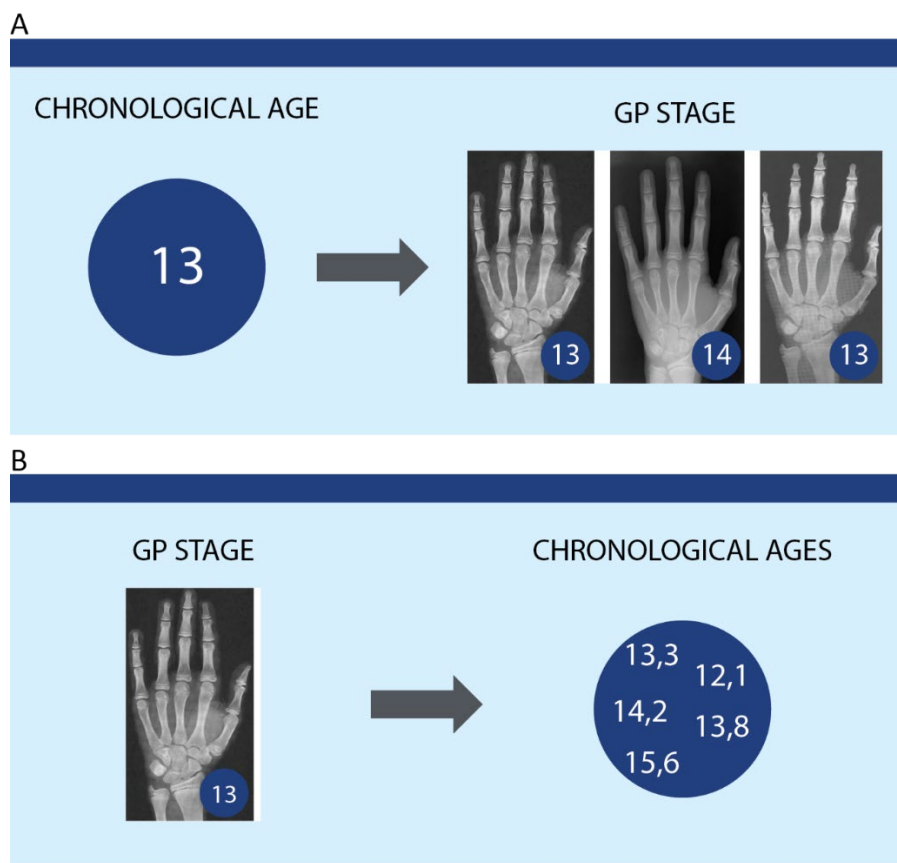 A
CHRONOLOGICAL AGE
GP STAGE
13
13
14
13
B
GP STAGE
CHRONOLOGICAL AGES
13,3
12,1
14,2
13,8
15,6
13